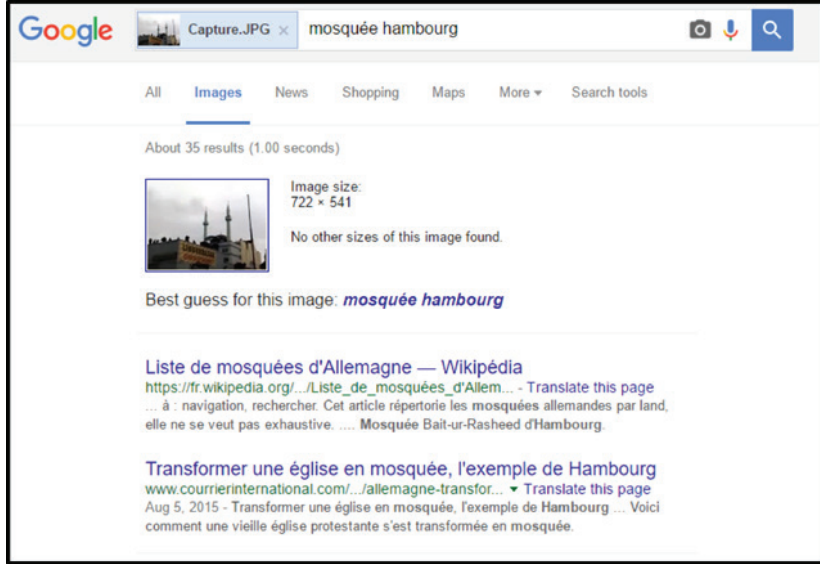 Google Capture.JPG × mosquée hambourg
All Images News Shopping Maps More Search tools
About 35 results (1.00 seconds)
Image size:
722 × 541
No other sizes of this image found.
Best guess for this image: mosquée hambourg
Liste de mosquées d'Allemagne — Wikipédia
https://fr.wikipedia.org/.../Liste_de_mosquées_d'Allem... - Translate this page
... à : navigation, rechercher. Cet article répertorie les mosquées allemandes par land,
elle ne se veut pas exhaustive. .... Mosquée Bait-ur-Rasheed d'Hambourg.
Transformer une église en mosquée, l'exemple de Hambourg
www.courrierinternational.com/.../allemagne-transfor... Translate this page
Aug 5, 2015 - Transformer une église en mosquée, l'exemple de Hambourg ... Voici
comment une vieille église protestante s'est transformée en mosquée.